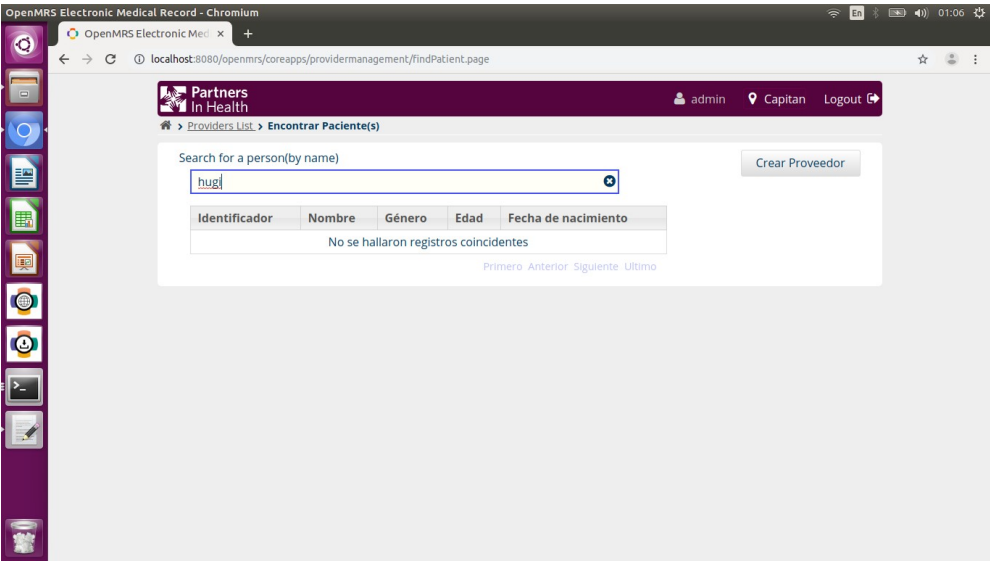 OpenMRS Electronic Medical Record - Chromium
En
01:06
OpenMRS Electronic Med
localhost:8080/openmrs/coreapps/providermanagement/findPatient.page
Partners
In Health
admin
Capitan
Logout
Providers List
Encontrar Paciente(s)
Search for a person(by name)
Crear Proveedor
hugi
Identificador Nombre Género Edad Fecha de nacimiento
No se hallaron registros coincidentes
Primero Anterior Siguiente Ultimo